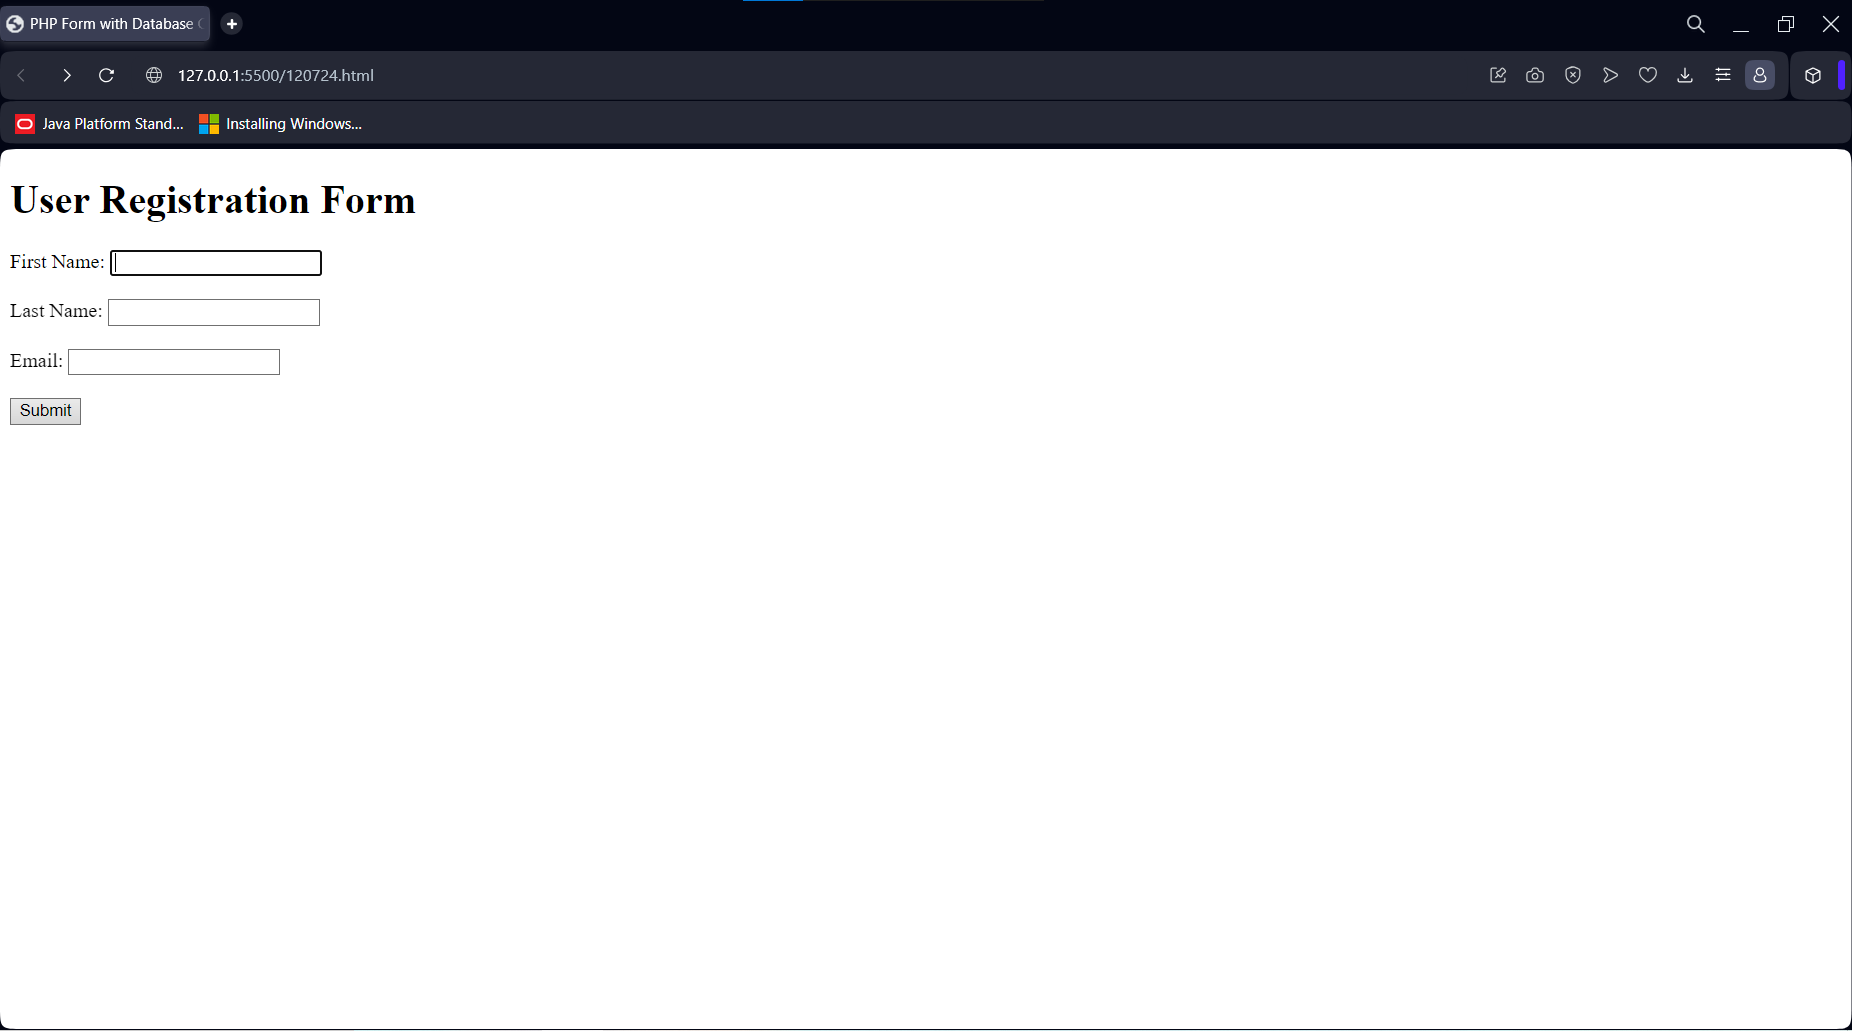 PHP Form with Database
127.0.0.1:5500/120724.html
Java Platform Stand...
Installing Windows...
User Registration Form
First Name:
Last Name:
Email:
Submit